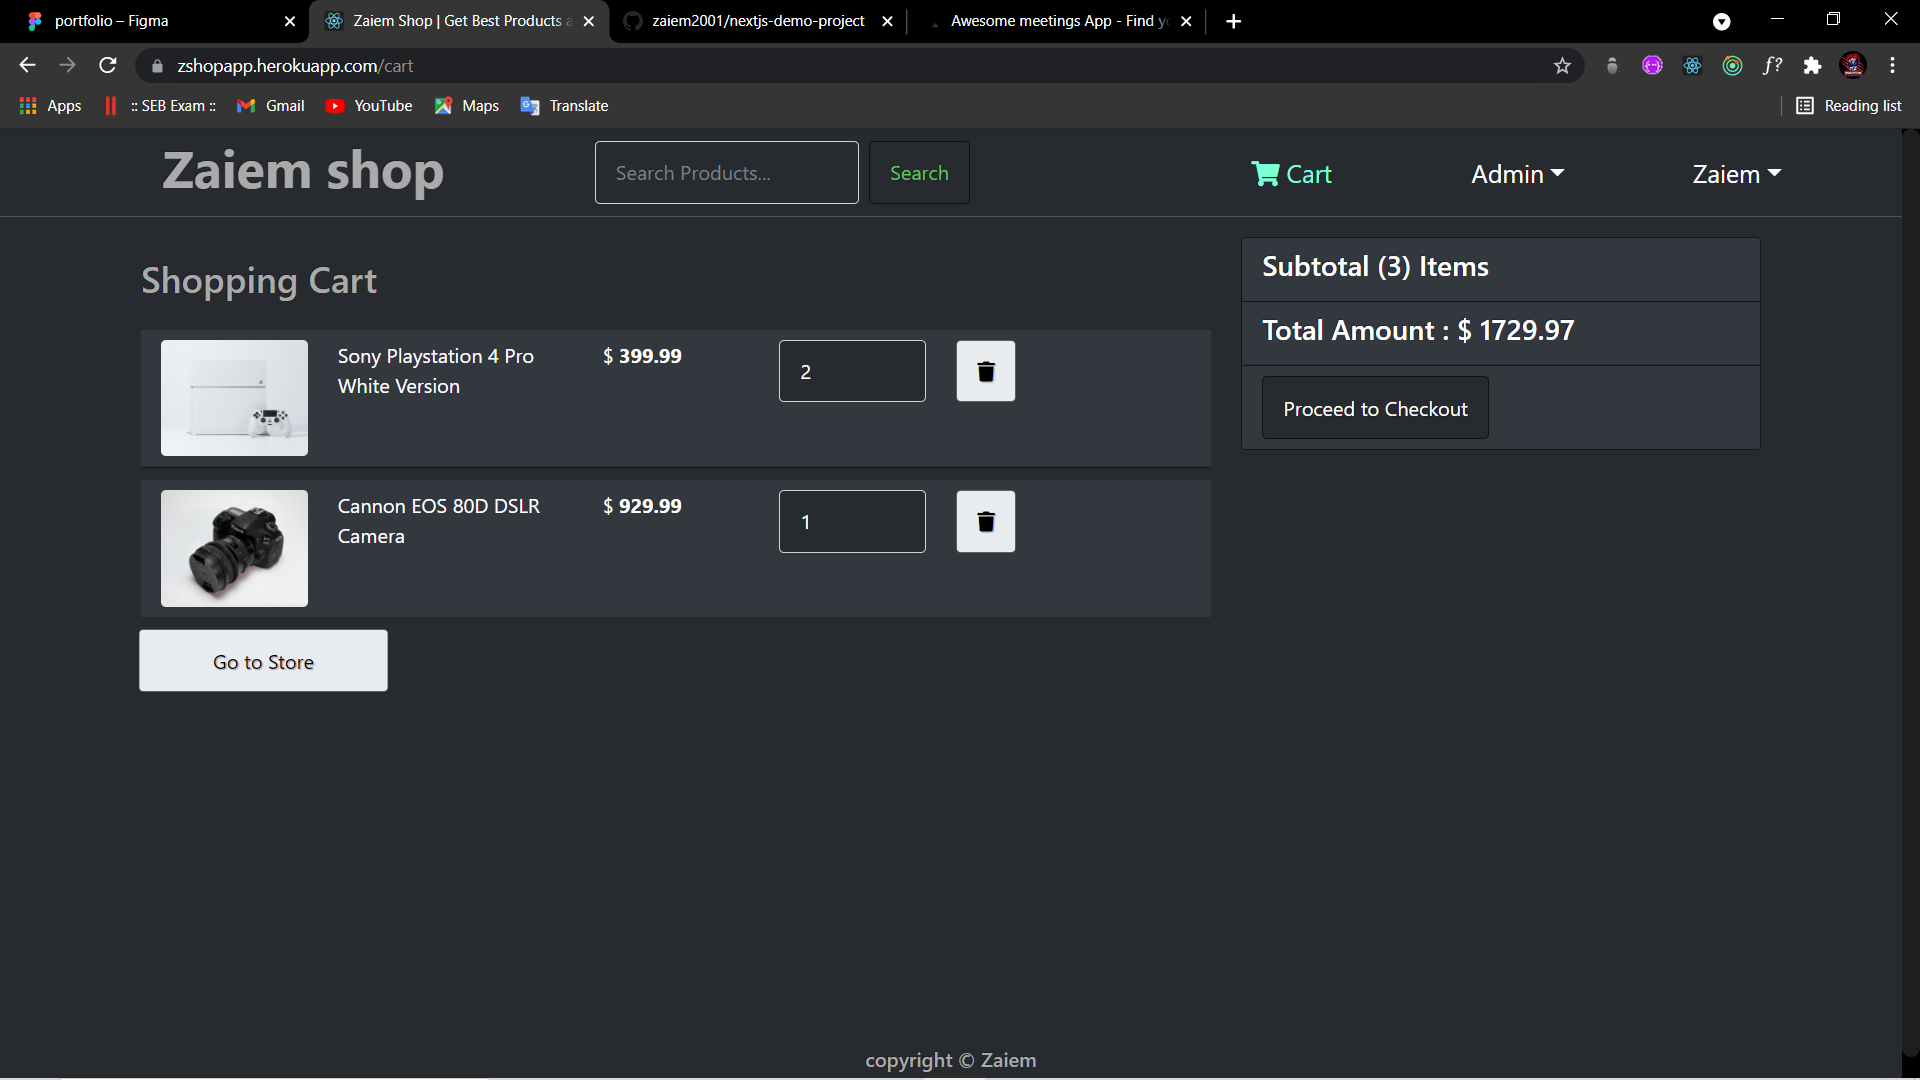 portfolio – Figma
Zaiem Shop | Get Best Products a
zaiem2001/nextjs-demo-project
Awesome meetings App - Find yo
zshopapp.herokuapp.com/cart
f?
Apps
:: SEB Exam ::
Gmail
YouTube
Maps
Translate
Reading list
Zaiem shop
Search Products...
Search
Cart
Admin
Zaiem
Shopping Cart
Sony Playstation 4 Pro
White Version
$ 399.99
2
Cannon EOS 80D DSLR
Camera
$ 929.99
1
Go to Store
Subtotal (3) Items
Total Amount : $ 1729.97
Proceed to Checkout
copyright © Zaiem